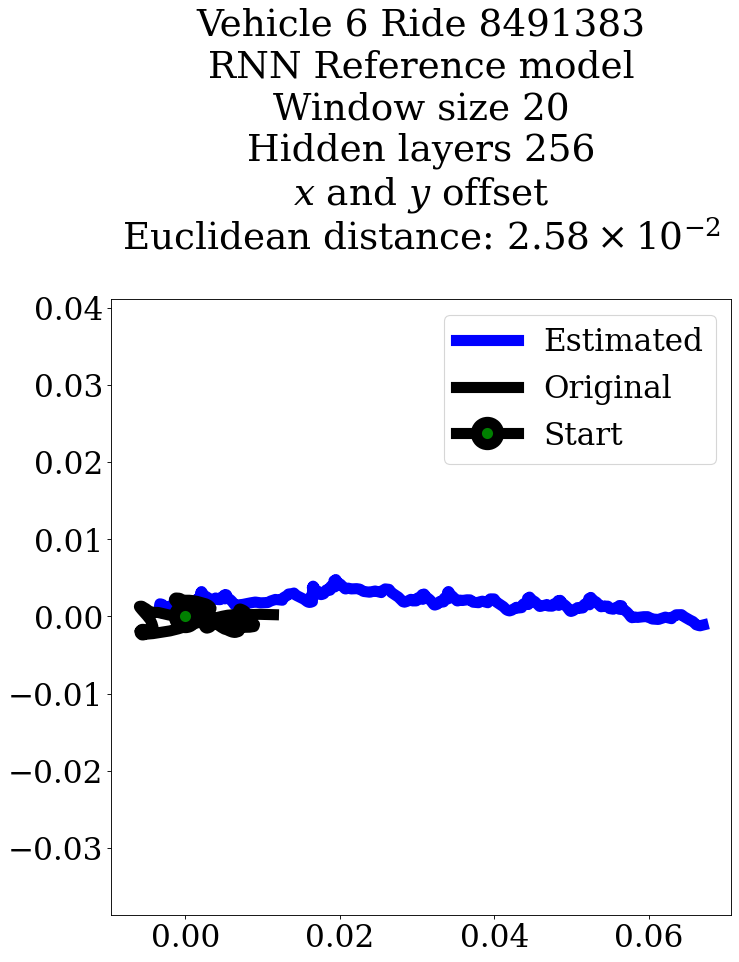 Vehicle 6 Ride 8491383
RNN Reference model
Window size 20
Hidden layers 256
x and y offset
Euclidean distance: 2.58 × 10⁻²
0.04
0.03
0.02
0.01
0.00
−0.01
−0.02
−0.03
Estimated
Original
Start
0.00 0.02 0.04 0.06